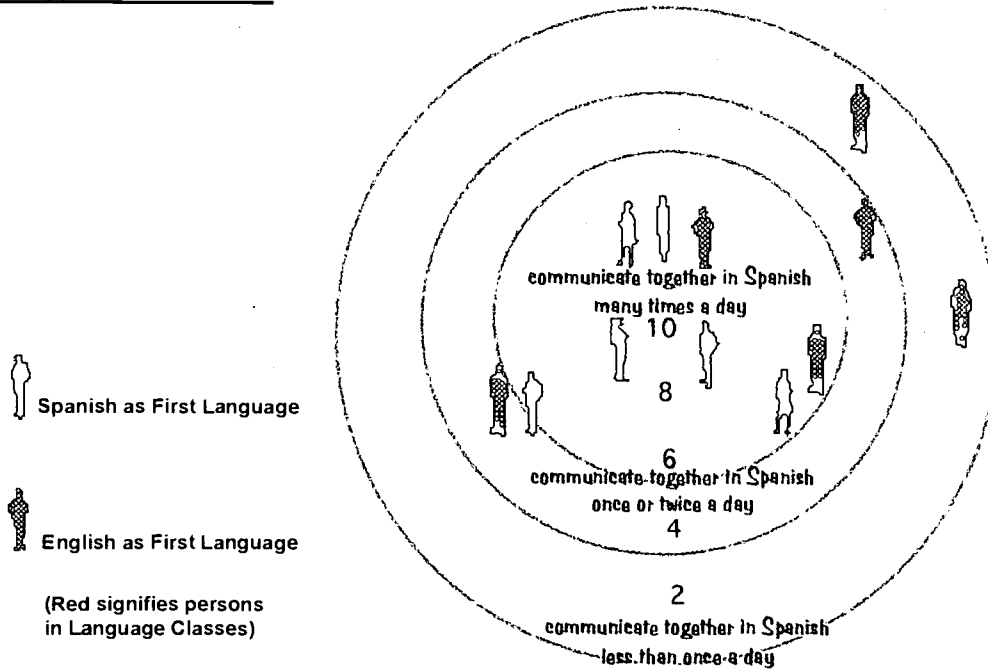 communicate together in Spanish
many times a day
10
8
6
communicate together in Spanish
once or twice a day
4
2
communicate together in Spanish
less than once a day
Spanish as First Language
English as First Language
(Red signifies persons
in Language Classes)